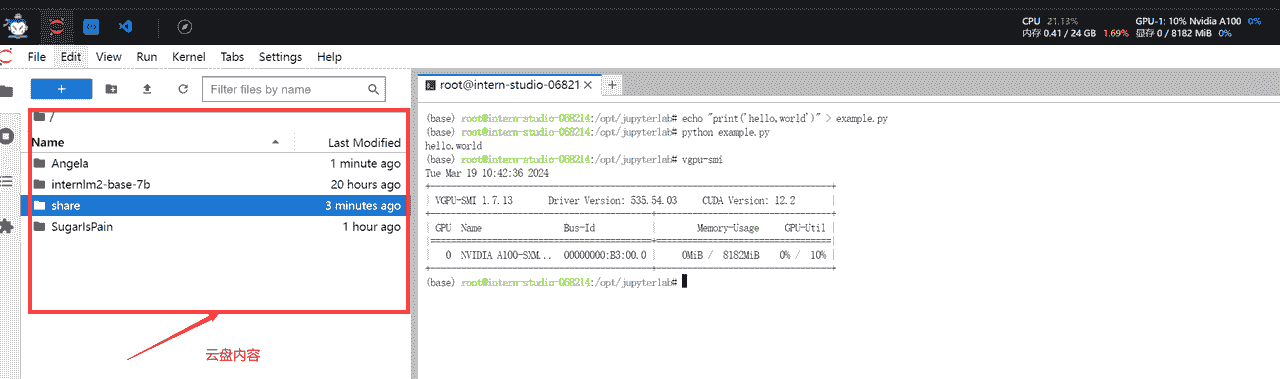 CPU 21.13% GPU-1: 10% Nvidia A100 0%
内存 0.41 / 24 GB 1.69% 显存 0 / 8182 MiB 0%
File Edit View Run Kernel Tabs Settings Help
+ Filter files by name
root@intern-studio-06821 × +
/
Name Last Modified
Angela 1 minute ago
internlm2-base-7b 20 hours ago
share 3 minutes ago
SugarIsPain 1 hour ago
云盘内容
(base) root@intern-studio-068214:/opt/jupyterlab# echo "print('hello,world')" > example.py
(base) root@intern-studio-068214:/opt/jupyterlab# python example.py
hello,world
(base) root@intern-studio-068214:/opt/jupyterlab# vgpu-smi
Tue Mar 19 10:42:36 2024
VGPU-SMI 1.7.13 Driver Version: 535.54.03 CUDA Version: 12.2
GPU Name Bus-Id Memory-Usage GPU-Util
0 NVIDIA A100-SXM... 00000000:B3:00.0 0MiB / 8182MiB 0% / 10%
(base) root@intern-studio-068214:/opt/jupyterlab#